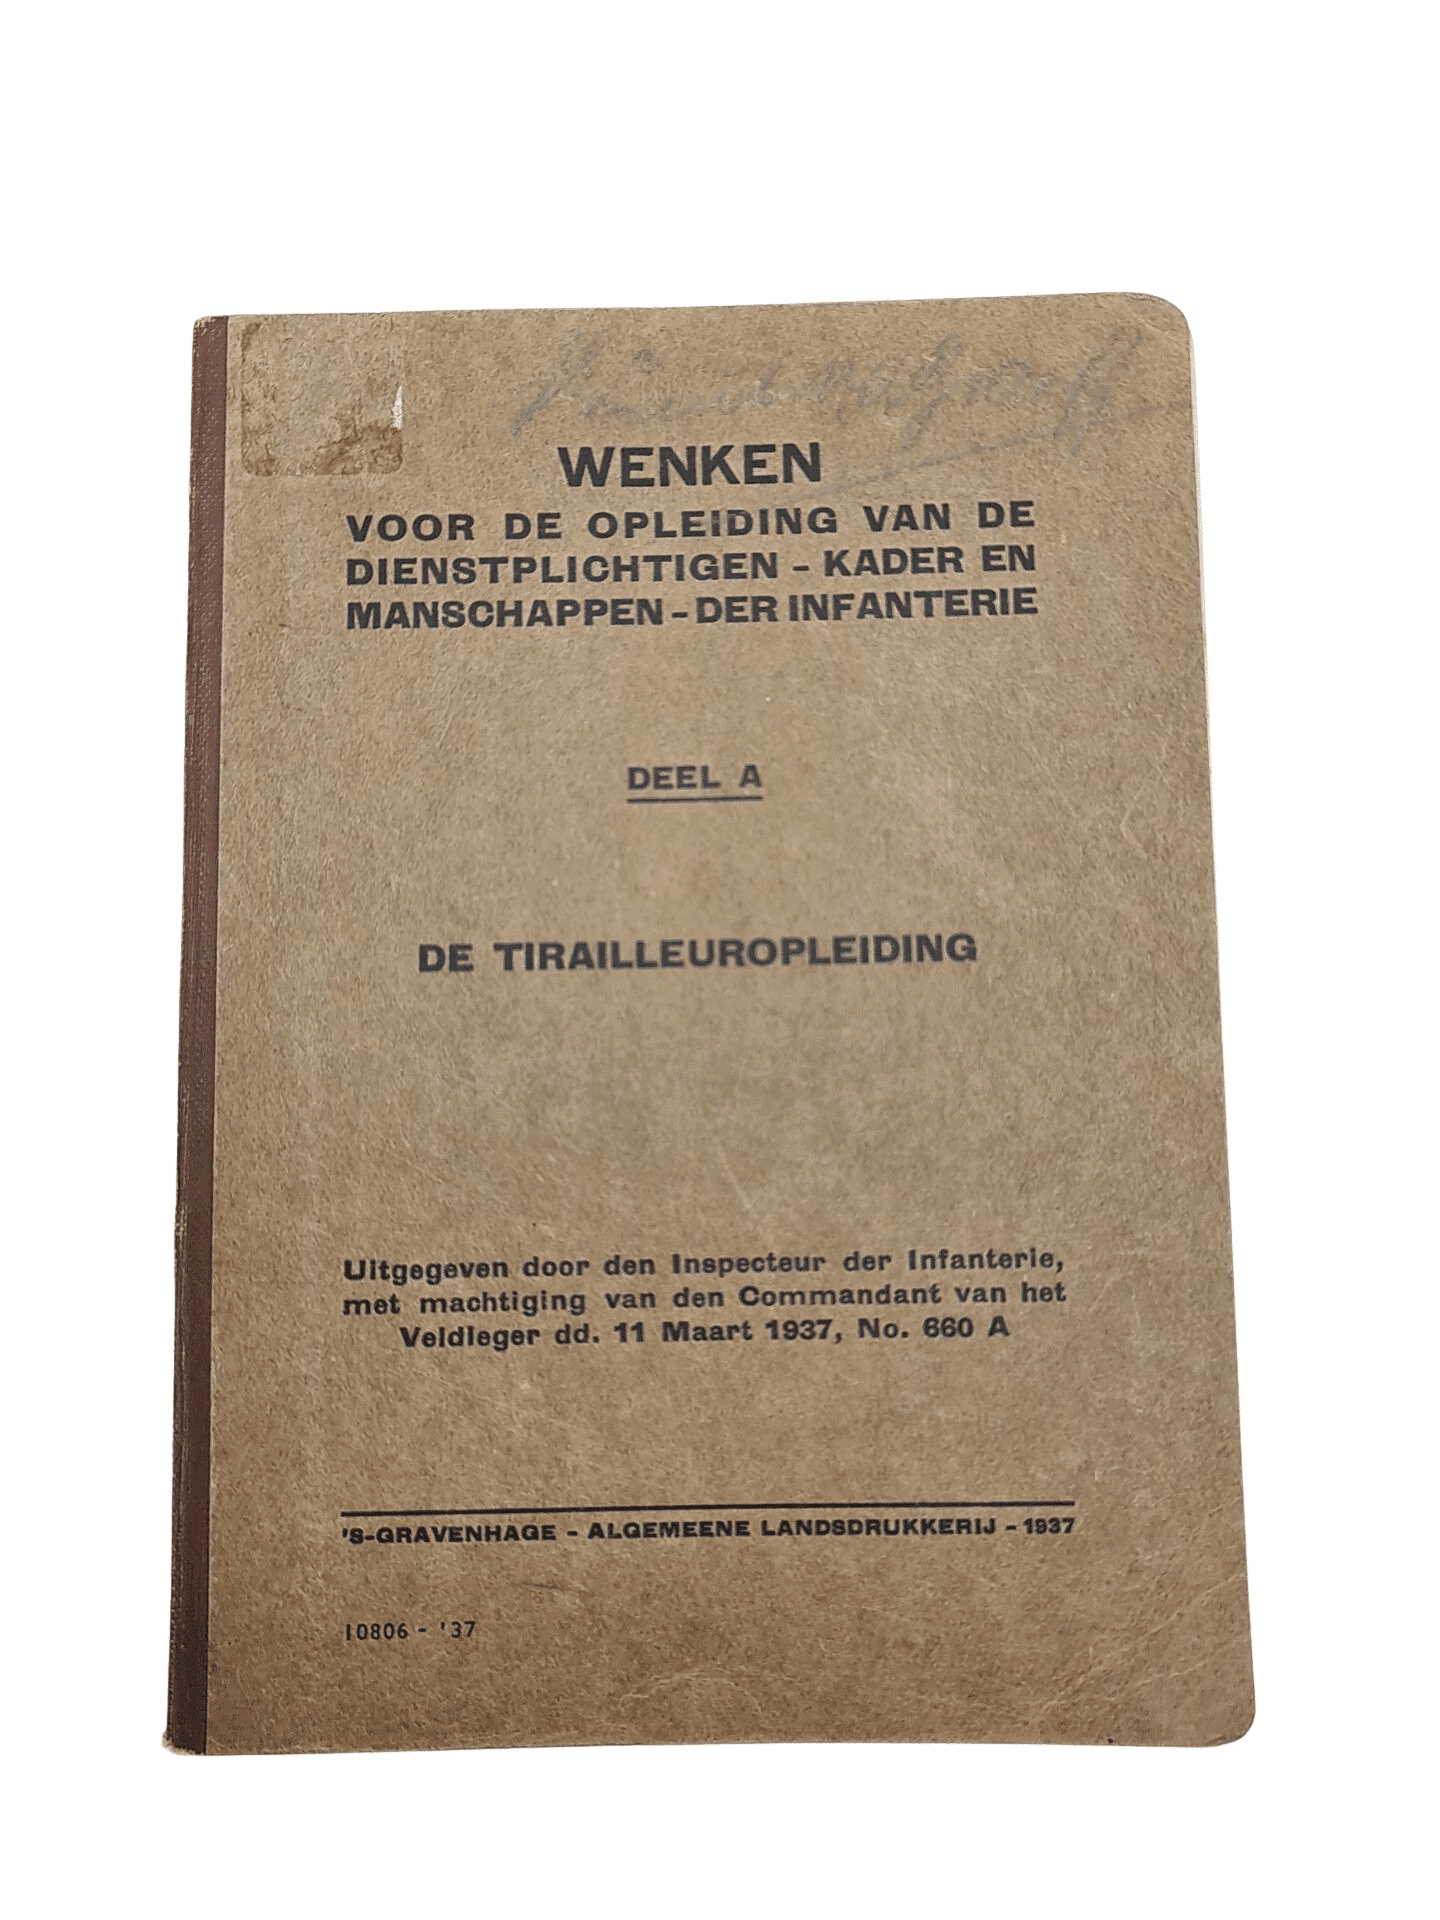 WENKEN
VOOR DE OPLEIDING VAN DE
DIENSTPLICHTIGEN - KADER EN
MANSCHAPPEN - DER INFANTERIE
DEEL A
DE TIRAILLEUROPLEIDING
Uitgegeven door den Inspecteur der Infanterie,
met machtiging van den Commandant van het
Veldleger dd. 11 Maart 1937, No. 660 A
'S-GRAVENHAGE - ALGEMEENE LANDSDRUKKERIJ - 1937
10806 - '37